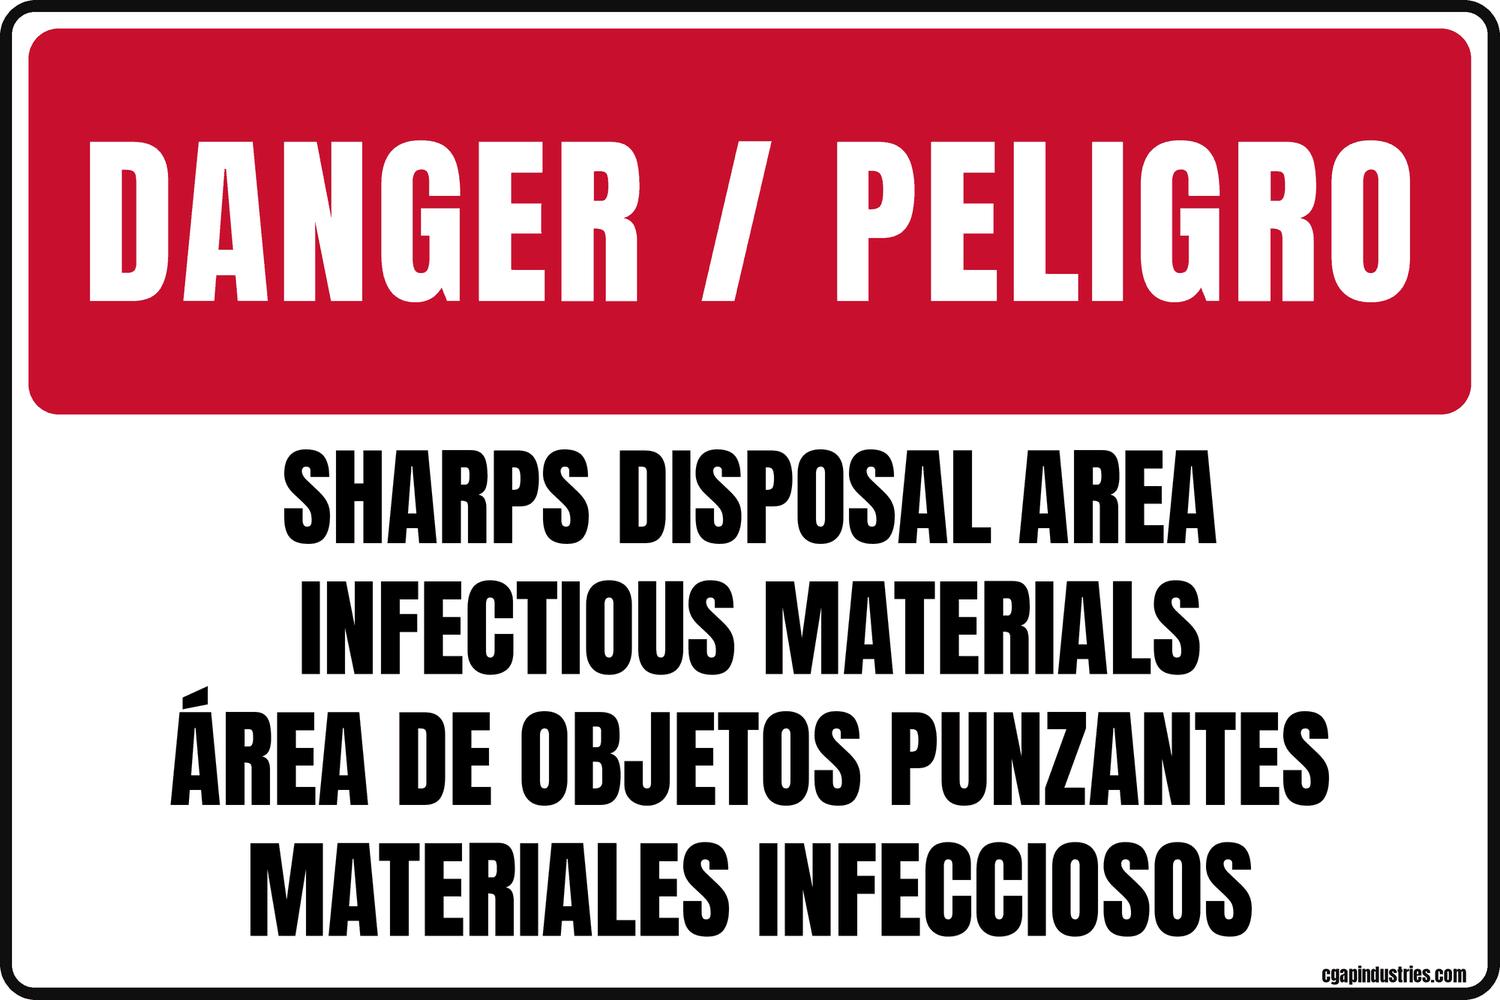 DANGER / PELIGRO
SHARPS DISPOSAL AREA
INFECTIOUS MATERIALS
ÁREA DE OBJETOS PUNZANTES
MATERIALES INFECCIOSOS
cgapindustries.com